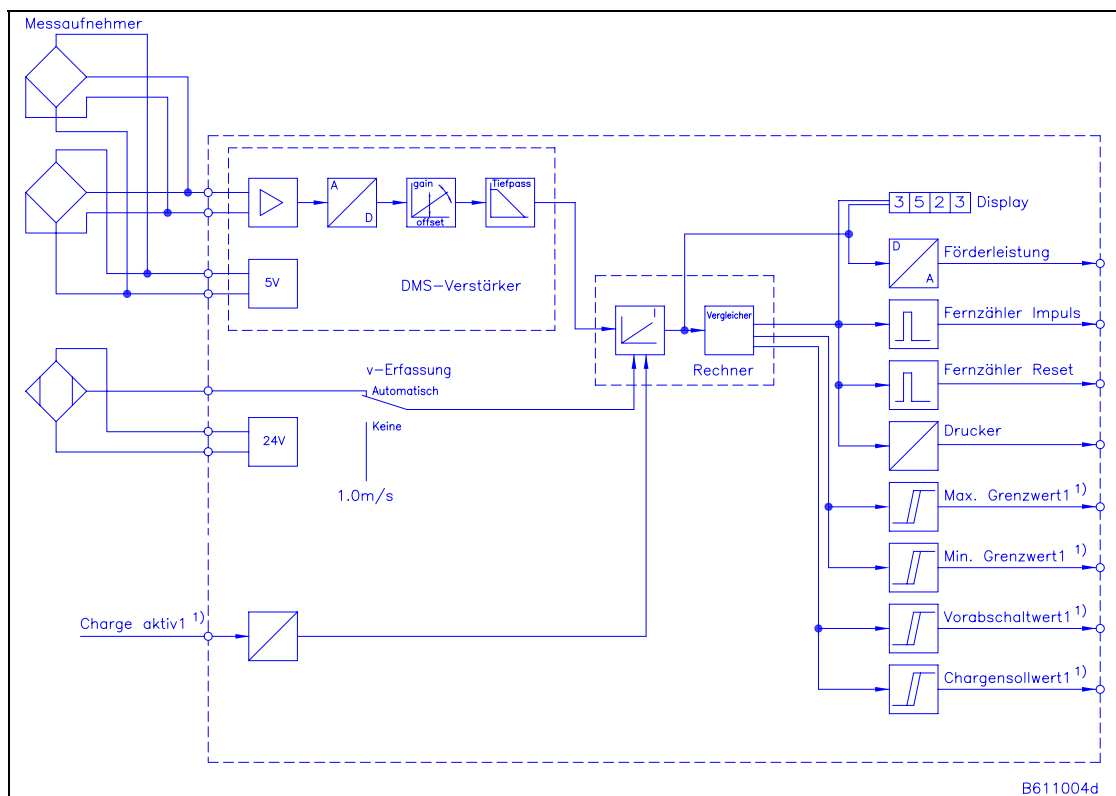 Messaufnehmer
A
D
gain
offset
Tiefpass
5V
DMS-Verstärker
3 5 2 3 Display
D
A
Förderleistung
Vergleicher
Rechner
Fernzähler Impuls
Fernzähler Reset
v-Erfassung
Automatisch
Keine
24V
1.0m/s
Drucker
Max. Grenzwert1 1)
Min. Grenzwert1 1)
Charge aktiv1 1)
Vorabschaltwert1 1)
Chargensollwert1 1)
B611004d